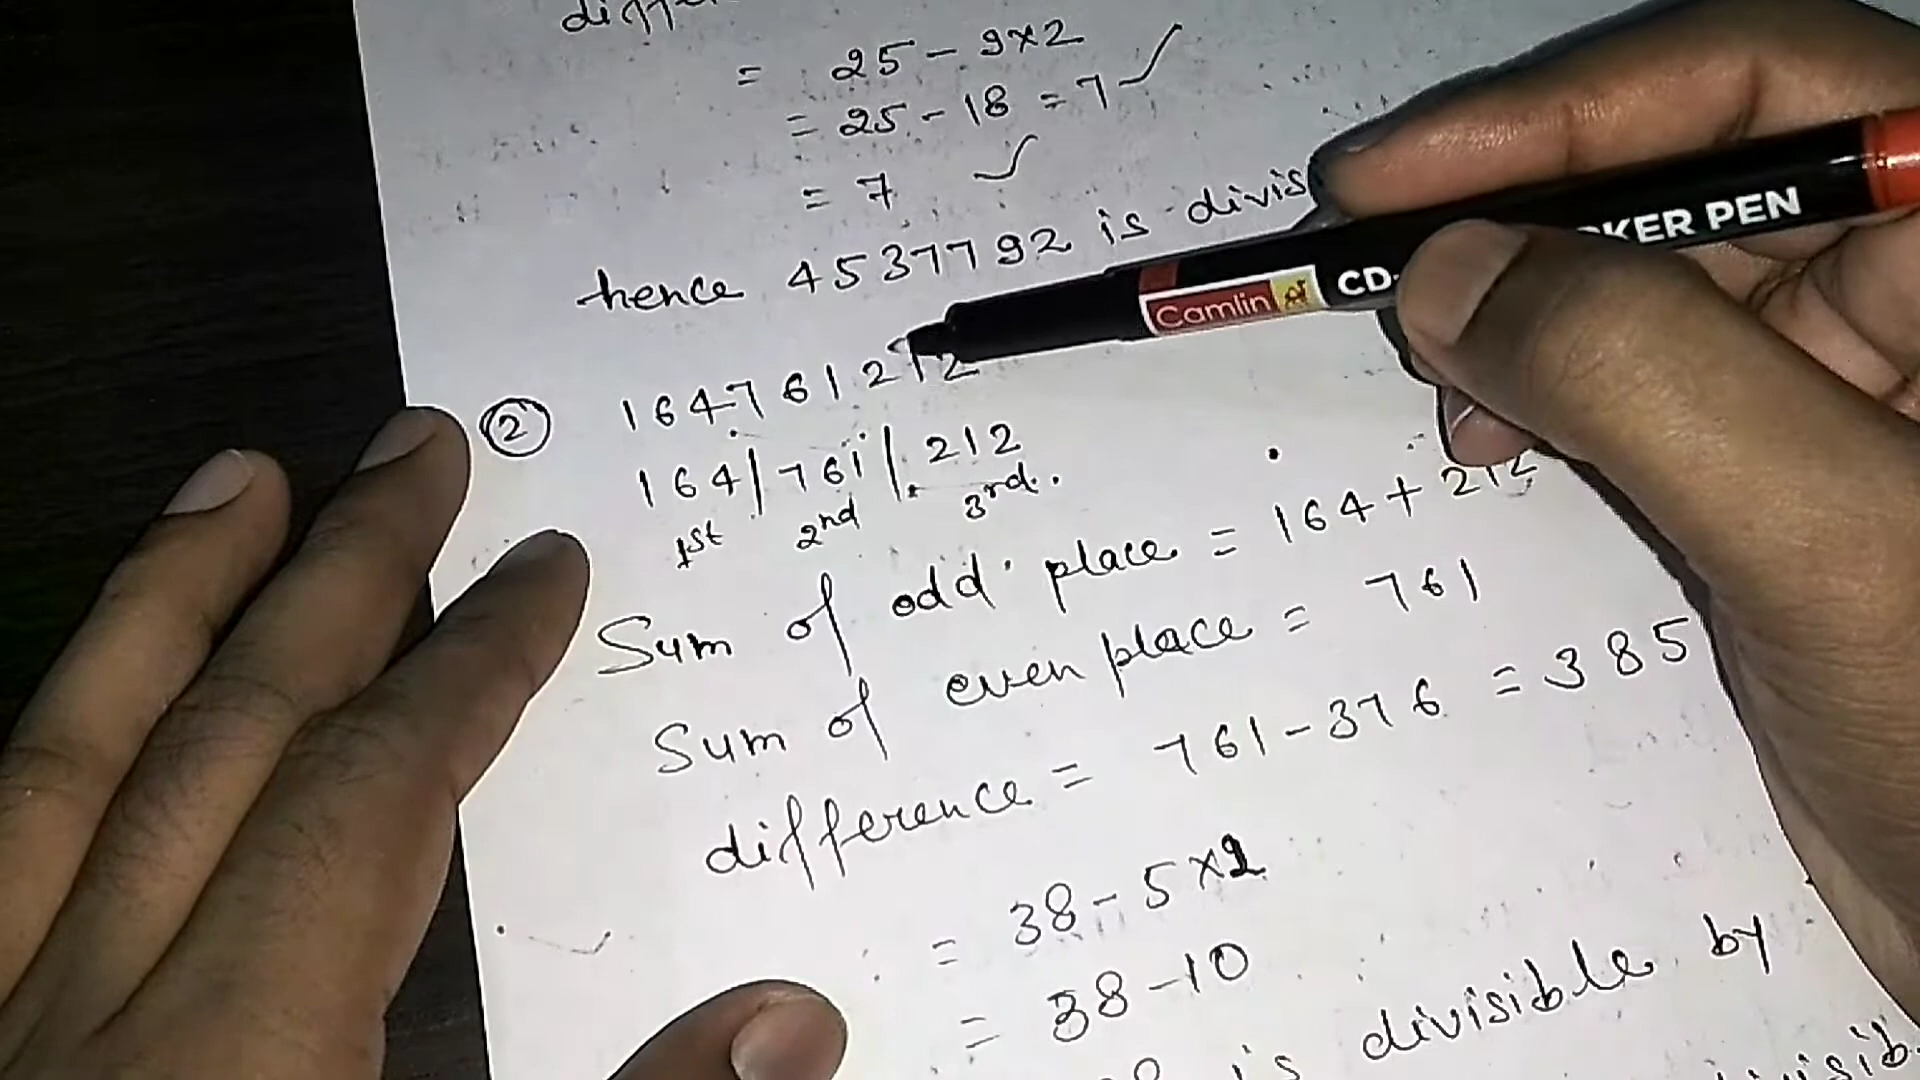 = 25 - 9×2
= 25 - 18 = 7
= 7
hence 4537792 is divis
② 164761212
164 | 761 | 212
1st 2nd 3rd.
Sum of odd place = 164 + 212
Sum of even place = 761
difference = 761 - 376 = 385
= 38 - 5×2
= 38 - 10
is divisible by
KER PEN
Camlin CD-